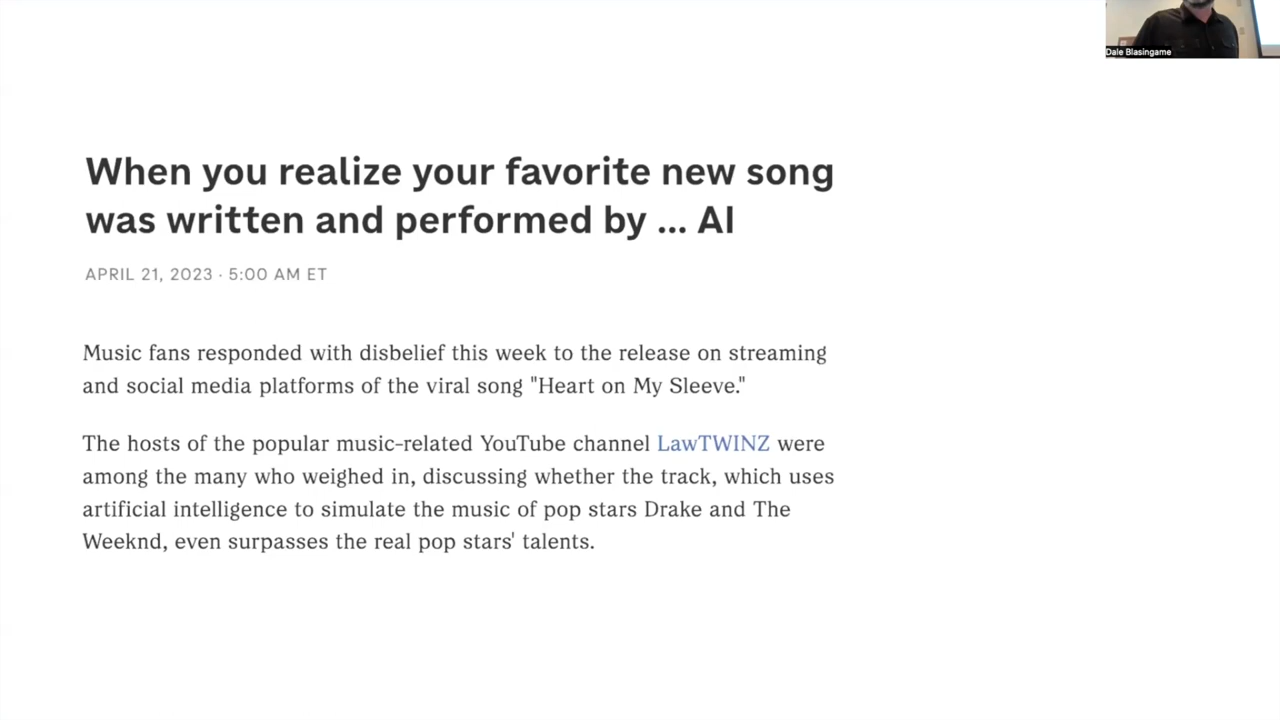 Dale Blasingame
When you realize your favorite new song
was written and performed by ... AI
APRIL 21, 2023 · 5:00 AM ET
Music fans responded with disbelief this week to the release on streaming
and social media platforms of the viral song "Heart on My Sleeve."
The hosts of the popular music-related YouTube channel LawTWINZ were
among the many who weighed in, discussing whether the track, which uses
artificial intelligence to simulate the music of pop stars Drake and The
Weeknd, even surpasses the real pop stars' talents.